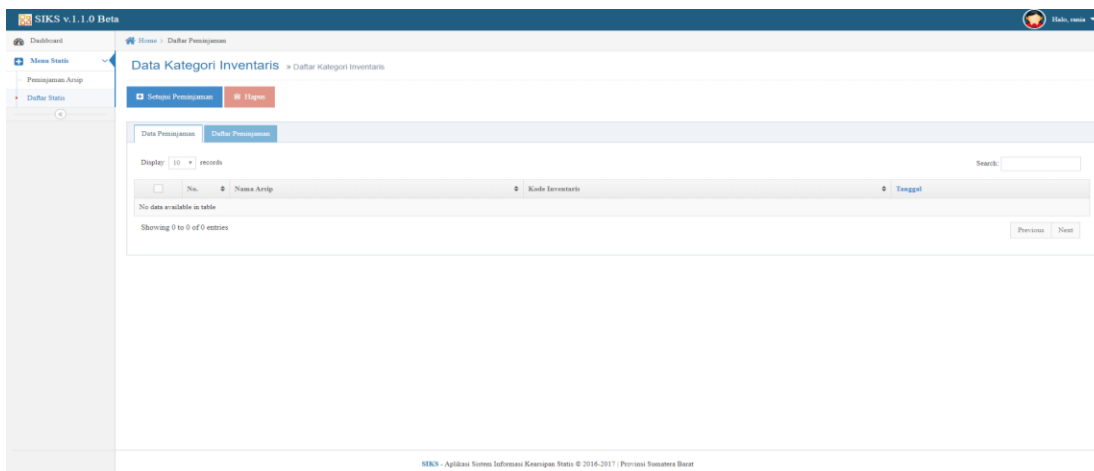 SIKS v.1.1.0 Beta
Halo, rania
Dashboard
Menu Statis
Peminjaman Arsip
Daftar Statis
Home > Daftar Peminjaman
Data Kategori Inventaris » Daftar Kategori Inventaris
Setujui Peminjaman
Hapus
Data Peminjaman
Daftar Peminjaman
Display 10 records
Search:
No. Nama Arsip Kode Inventaris Tanggal
No data available in table
Showing 0 to 0 of 0 entries
Previous Next
SIKS - Aplikasi Sistem Informasi Kearsipan Statis © 2016-2017 | Provinsi Sumatera Barat